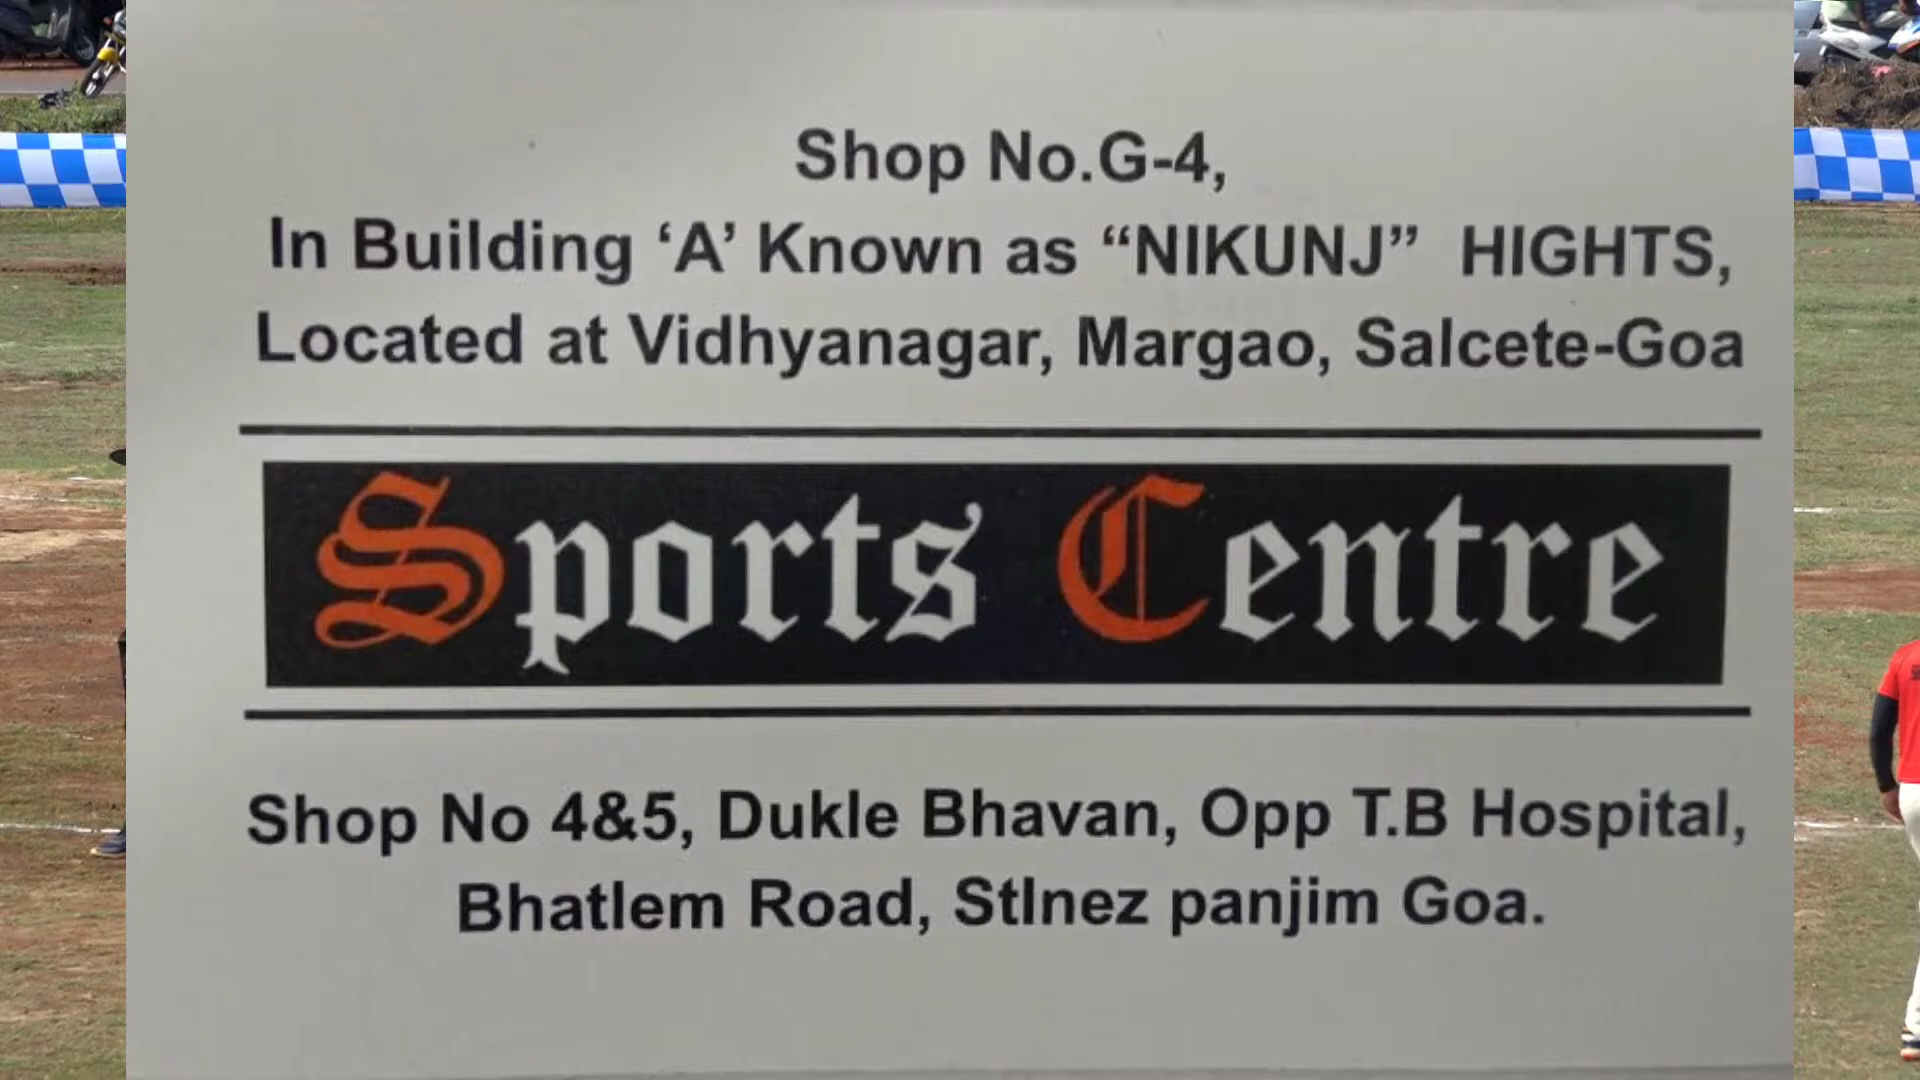 Shop No.G-4,
In Building ‘A’ Known as “NIKUNJ” HIGHTS,
Located at Vidhyanagar, Margao, Salcete-Goa
Sports Centre
Shop No 4&5, Dukle Bhavan, Opp T.B Hospital,
Bhatlem Road, StInez panjim Goa.